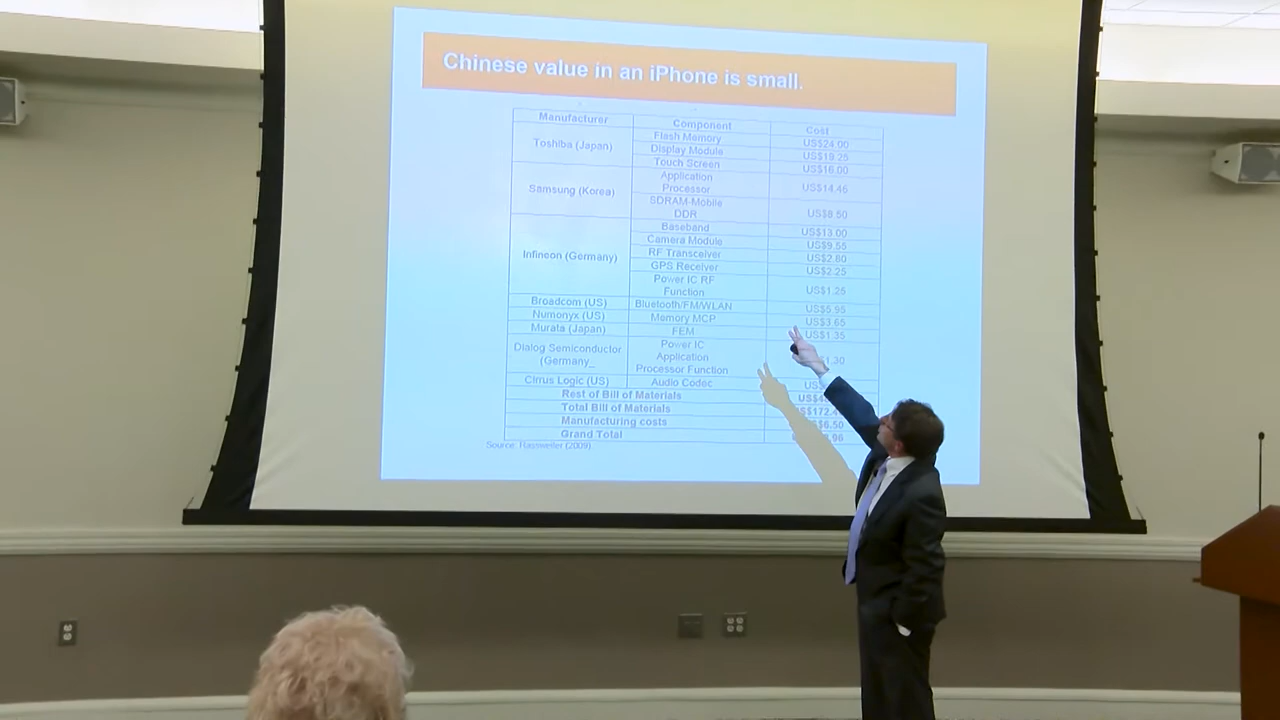 Chinese value in an iPhone is small.
Manufacturer Component Cost
Toshiba (Japan) Flash Memory US$24.00
Display Module US$19.25
Touch Screen US$16.00
Samsung (Korea) Application Processor US$14.46
SDRAM-Mobile DDR US$8.50
Infineon (Germany) Baseband US$13.00
Camera Module US$9.55
RF Transceiver US$2.80
GPS Receiver US$2.25
Power IC RF Function US$1.25
Broadcom (US) Bluetooth/FM/WLAN US$5.95
Numonyx (US) Memory MCP US$3.65
Murata (Japan) FEM US$1.35
Dialog Semiconductor (Germany_ Power IC Application Processor Function 1.30
Cirrus Logic (US) Audio Codec US$
Rest of Bill of Materials
Total Bill of Materials
Manufacturing costs $6.50
Grand Total
Source: Rassweiler (2009)